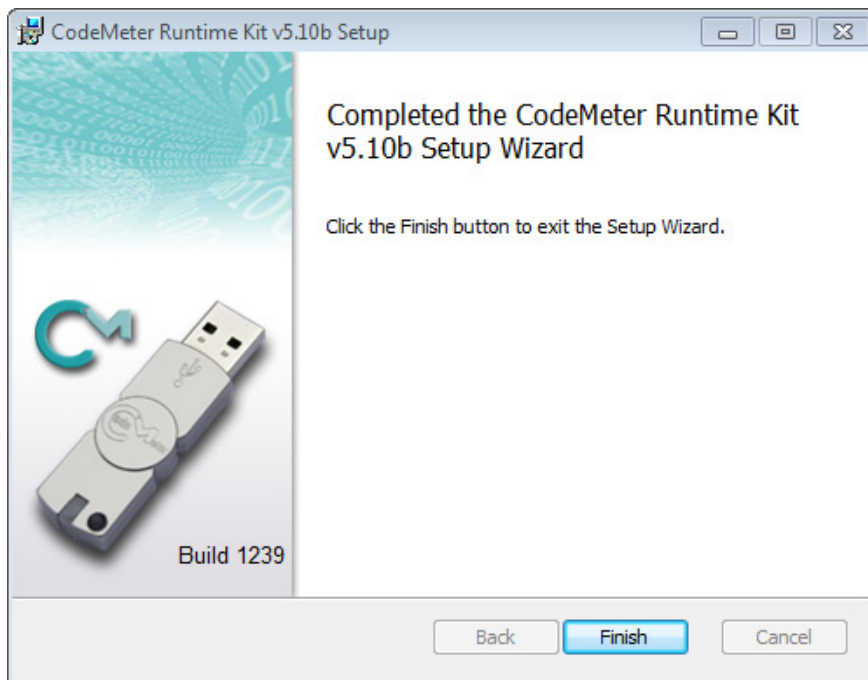 CodeMeter Runtime Kit v5.10b Setup
Completed the CodeMeter Runtime Kit
v5.10b Setup Wizard
Click the Finish button to exit the Setup Wizard.
Build 1239
Back
Finish
Cancel